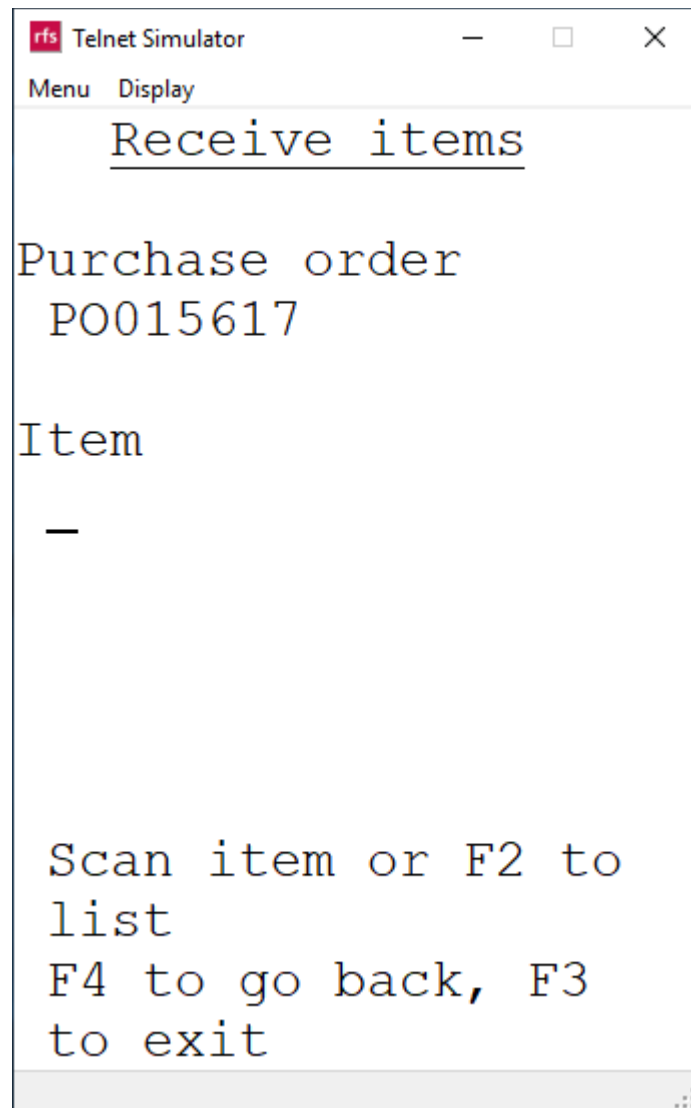 rfs Telnet Simulator
Menu Display
Receive items
Purchase order
PO015617
Item
Scan item or F2 to
list
F4 to go back, F3
to exit